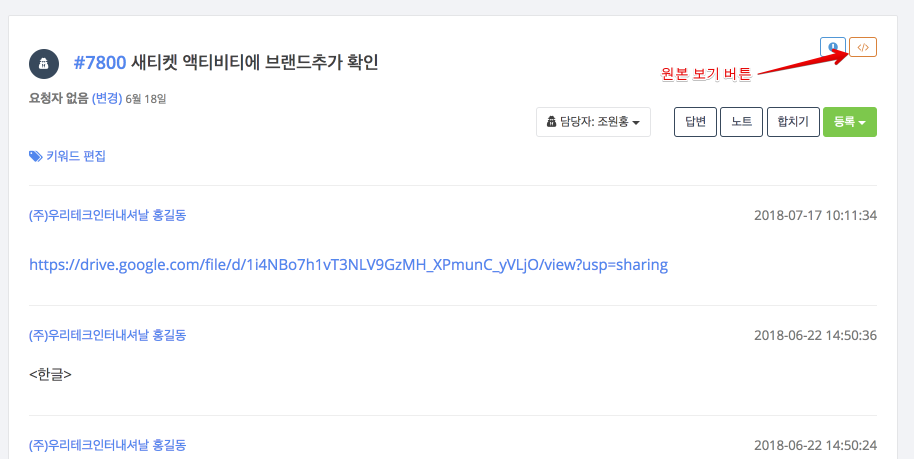 </>
#7800 새티켓 액티비티에 브랜드추가 확인
원본 보기 버튼
요청자 없음 (변경) 6월 18일
담당자: 조원홍 답변 노트 합치기 등록
키워드 편집
(주)우리테크인터내셔날 홍길동 2018-07-17 10:11:34
https://drive.google.com/file/d/1i4NBo7h1vT3NLV9GzMH_XPmunC_yVLjO/view?usp=sharing
(주)우리테크인터내셔날 홍길동 2018-06-22 14:50:36
<한글>
(주)우리테크인터내셔날 홍길동 2018-06-22 14:50:24